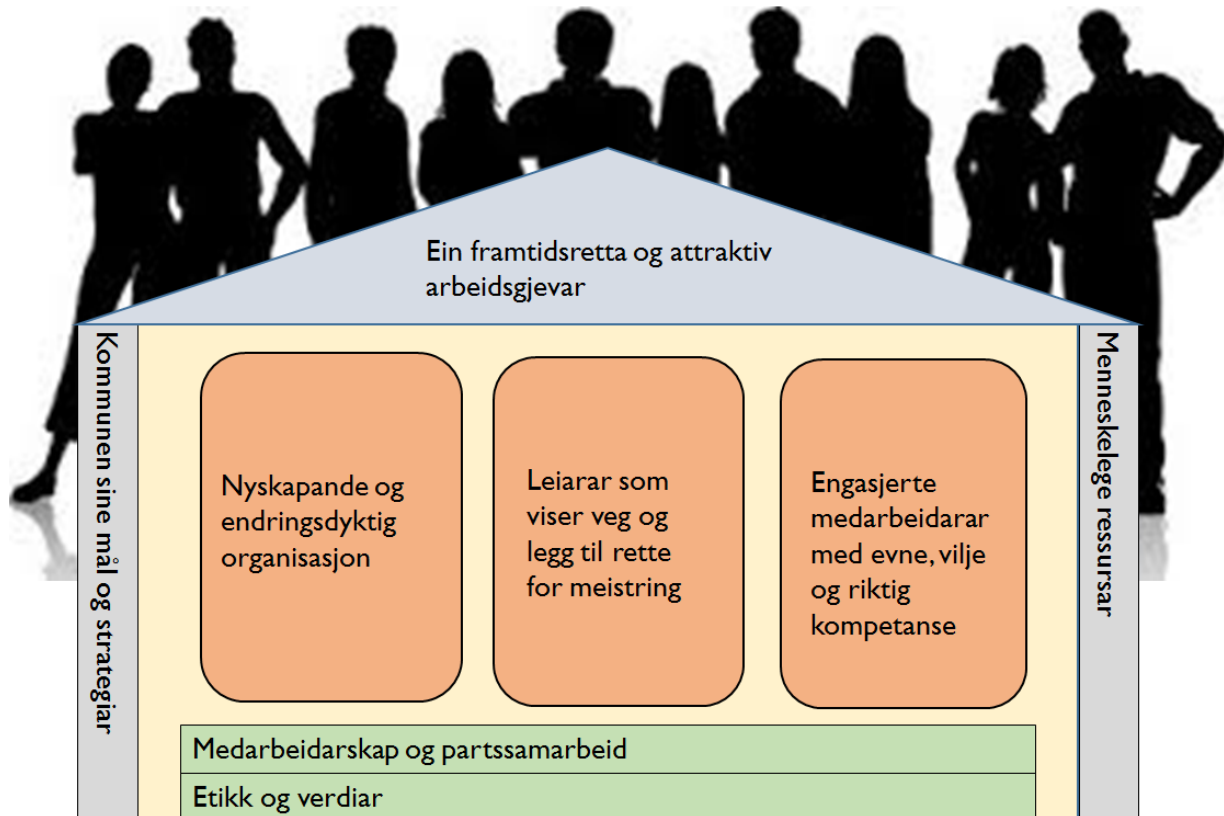 Ein framtidsretta og attraktiv
arbeidsgjevar
Kommunen sine mål og strategiar
Nyskapande og
endringsdyktig
organisasjon
Leiarar som
viser veg og
legg til rette
for meistring
Engasjerte
medarbeidarar
med evne, vilje
og riktig
kompetanse
Menneskelege ressursar
Medarbeidarskap og partssamarbeid
Etikk og verdiar